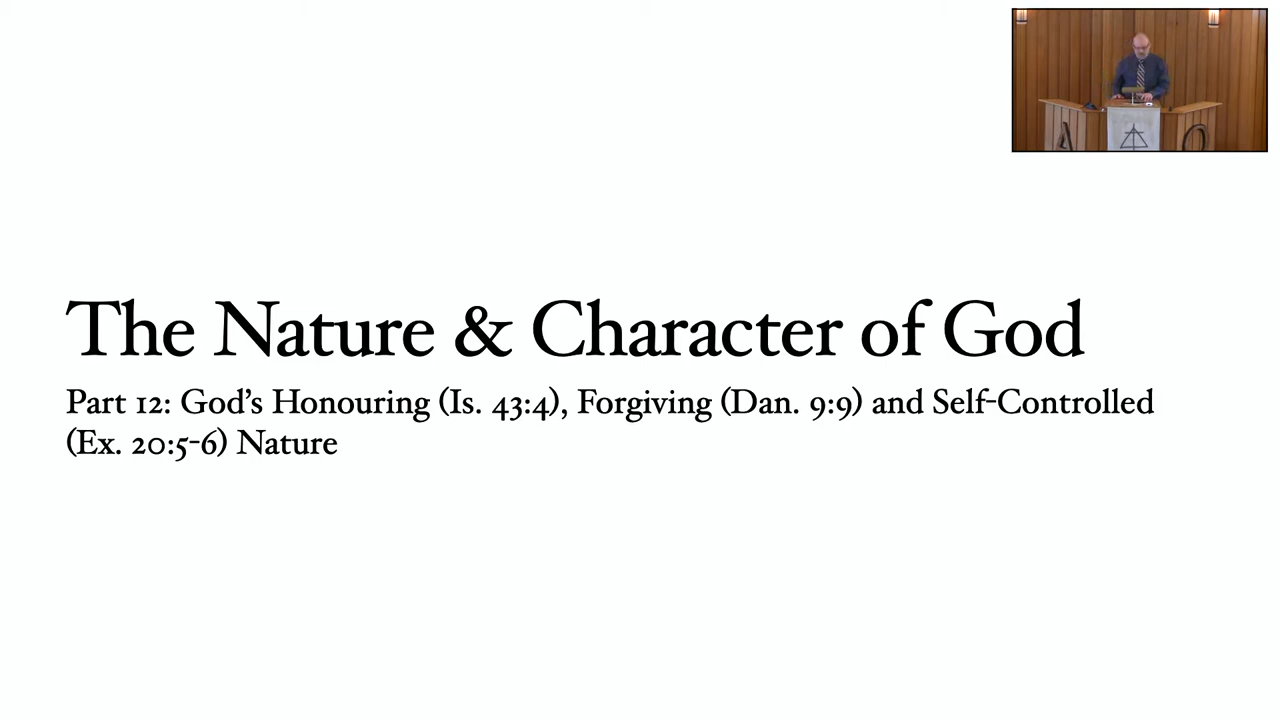 The Nature & Character of God
Part 12: God's Honouring (Is. 43:4), Forgiving (Dan. 9:9) and Self-Controlled
(Ex. 20:5-6) Nature